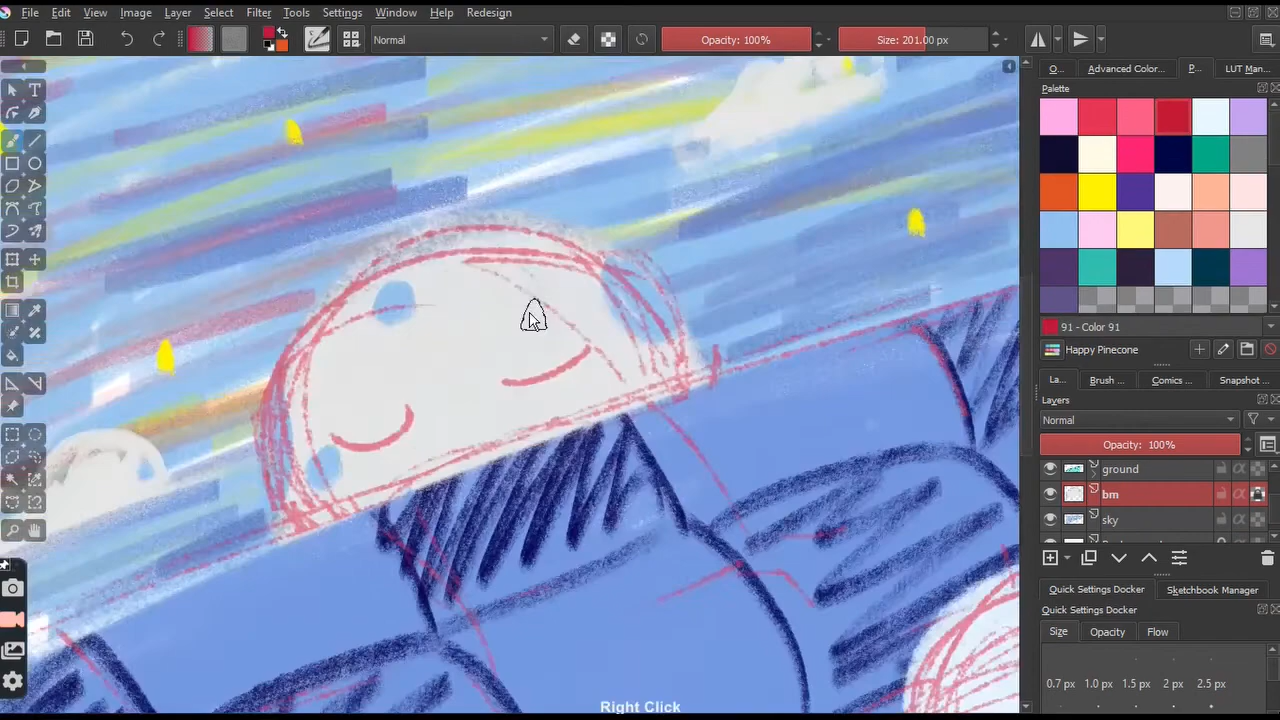 File Edit View Image Layer Select Filter Tools Settings Window Help Redesign
Normal Opacity: 100% Size: 201.00 px
O... Advanced Color... P... LUT Man...
Palette
91 - Color 91
Happy Pinecone
La... Brush ... Comics ... Snapshot ...
Layers
Normal
Opacity: 100%
ground
bm
sky
Quick Settings Docker Sketchbook Manager
Quick Settings Docker
Size Opacity Flow
0.7 px 1.0 px 1.5 px 2 px 2.5 px
Right Click